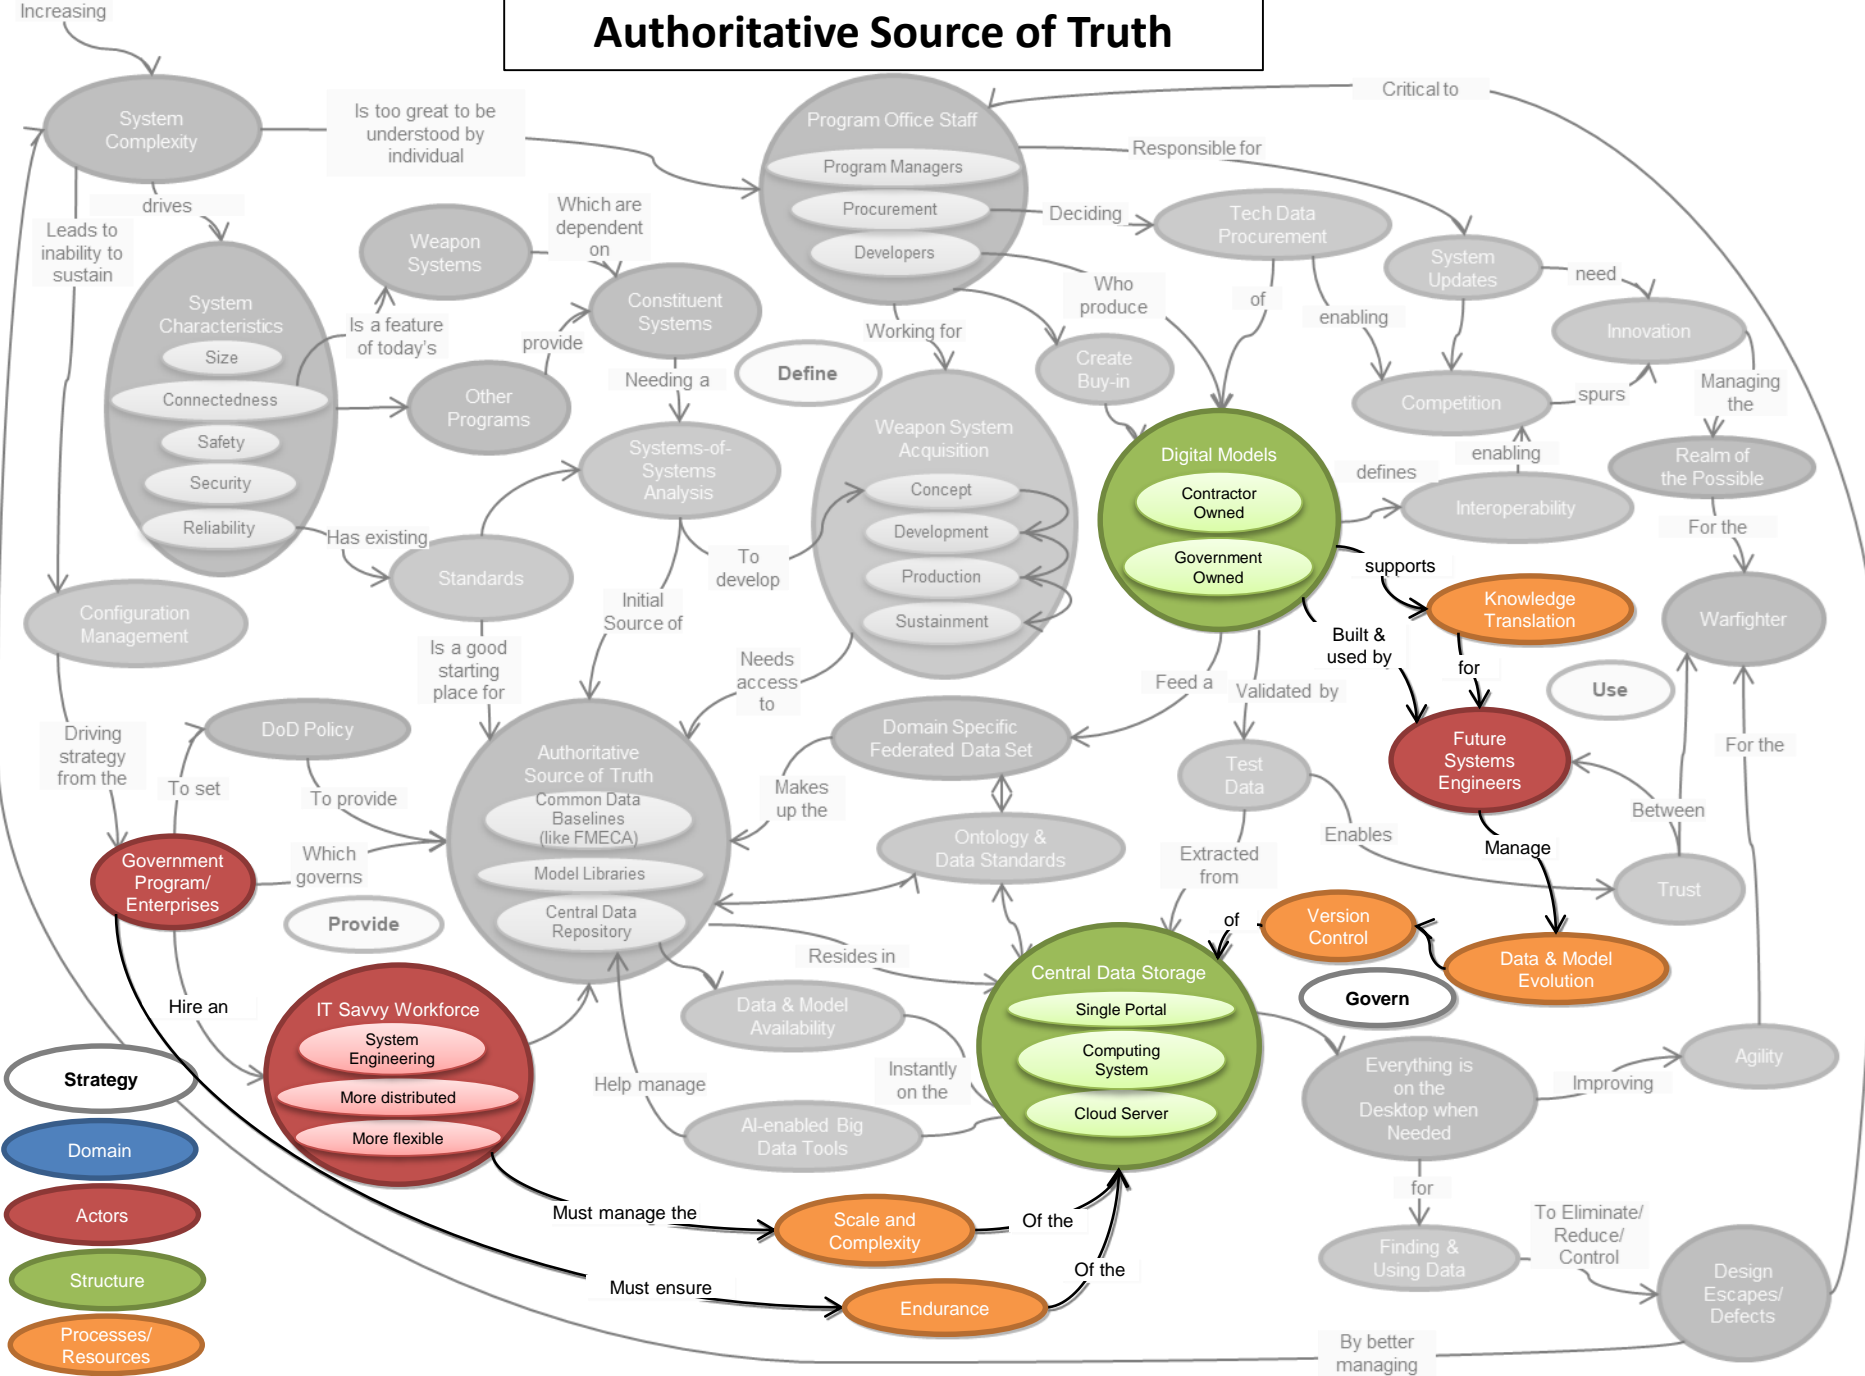 Increasing
Authoritative Source of Truth
System
Complexity
Is too great to be
understood by
individual
Program Office Staff
Program Managers
Procurement
Developers
Critical to
Responsible for
Deciding
Tech Data
Procurement
drives
Leads to
inability to
sustain
Weapon
Systems
Which are
dependent
on
System
Updates
need
Who
produce
of
enabling
Innovation
System
Characteristics
Size
Connectedness
Safety
Security
Reliability
Is a feature
of today's
provide
Constituent
Systems
Working for
Create
Buy-in
Other
Programs
Needing a
Define
Competition
spurs
Managing
the
Systems-of-
Systems
Analysis
Weapon System
Acquisition
Concept
Development
Production
Sustainment
Digital Models
Contractor
Owned
Government
Owned
defines
enabling
Interoperability
Realm of
the Possible
For the
Has existing
Standards
To
develop
Initial
Source of
supports
Knowledge
Translation
Warfighter
Configuration
Management
Is a good
starting
place for
Needs
access
to
Built &
used by
for
Use
Feed a
Validated by
Driving
strategy
from the
DoD Policy
To set
To provide
Authoritative
Source of Truth
Common Data
Baselines
(like FMECA)
Model Libraries
Central Data
Repository
Domain Specific
Federated Data Set
Makes
up the
Test
Data
Future
Systems
Engineers
For the
Between
Enables
Manage
Government
Program/
Enterprises
Which
governs
Provide
Ontology &
Data Standards
Extracted
from
Trust
of
Version
Control
Data & Model
Evolution
Govern
Resides in
Central Data Storage
Single Portal
Computing
System
Cloud Server
Hire an
IT Savvy Workforce
System
Engineering
More distributed
More flexible
Data & Model
Availability
Instantly
on the
Help manage
AI-enabled Big
Data Tools
Everything is
on the
Desktop when
Needed
Improving
Agility
Strategy
Domain
Actors
Structure
Processes/
Resources
Must manage the
Scale and
Complexity
Of the
Must ensure
Endurance
Of the
for
Finding &
Using Data
To Eliminate/
Reduce/
Control
Design
Escapes/
Defects
By better
managing